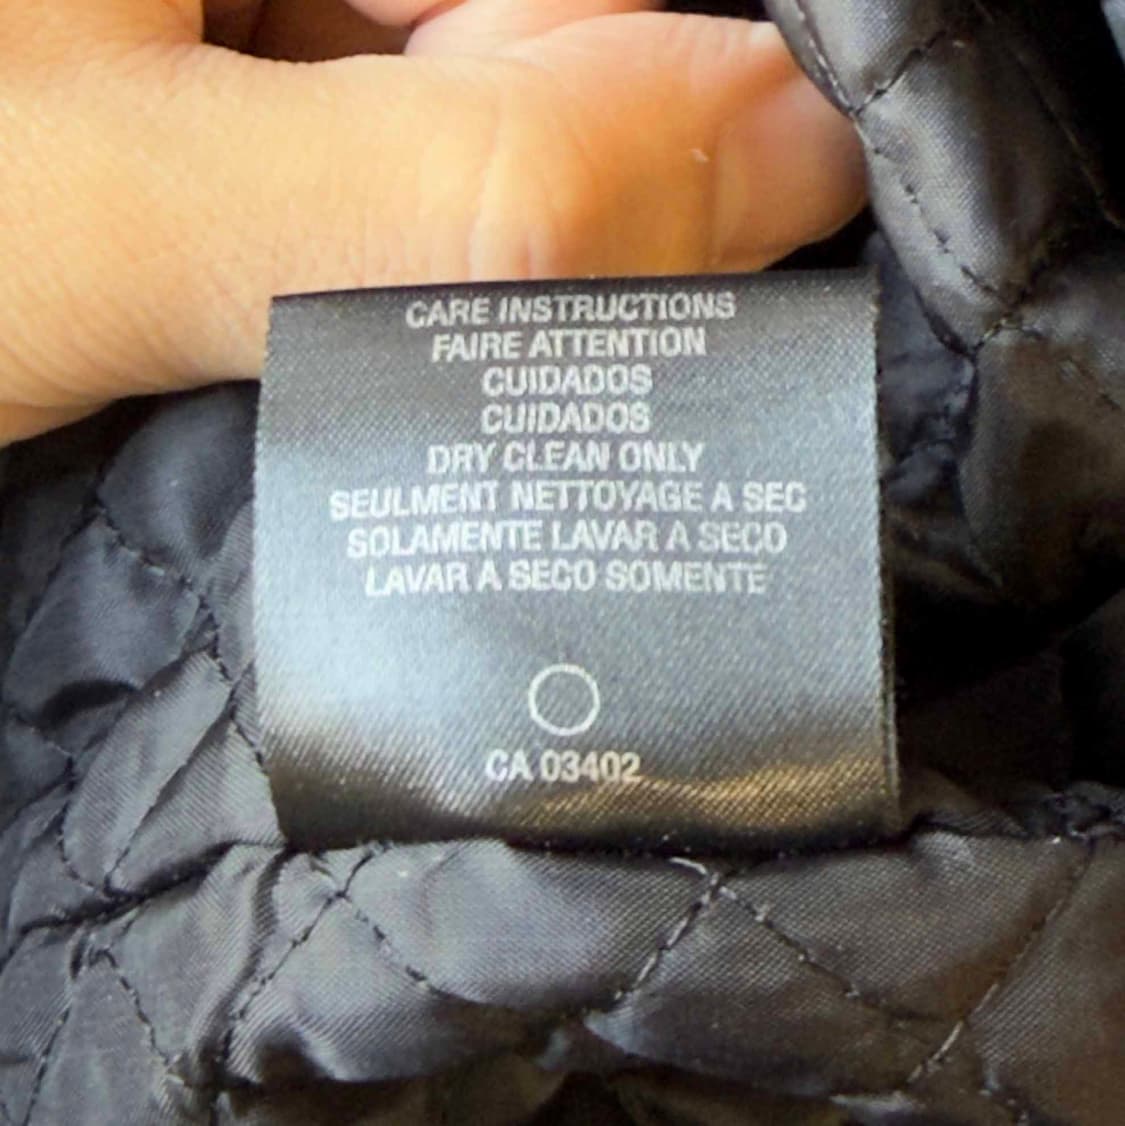 CARE INSTRUCTIONS
FAIRE ATTENTION
CUIDADOS
CUIDADOS
DRY CLEAN ONLY
SEULMENT NETTOYAGE A SEC
SOLAMENTE LAVAR A SECO
LAVAR A SECO SOMENTE
CA 03402